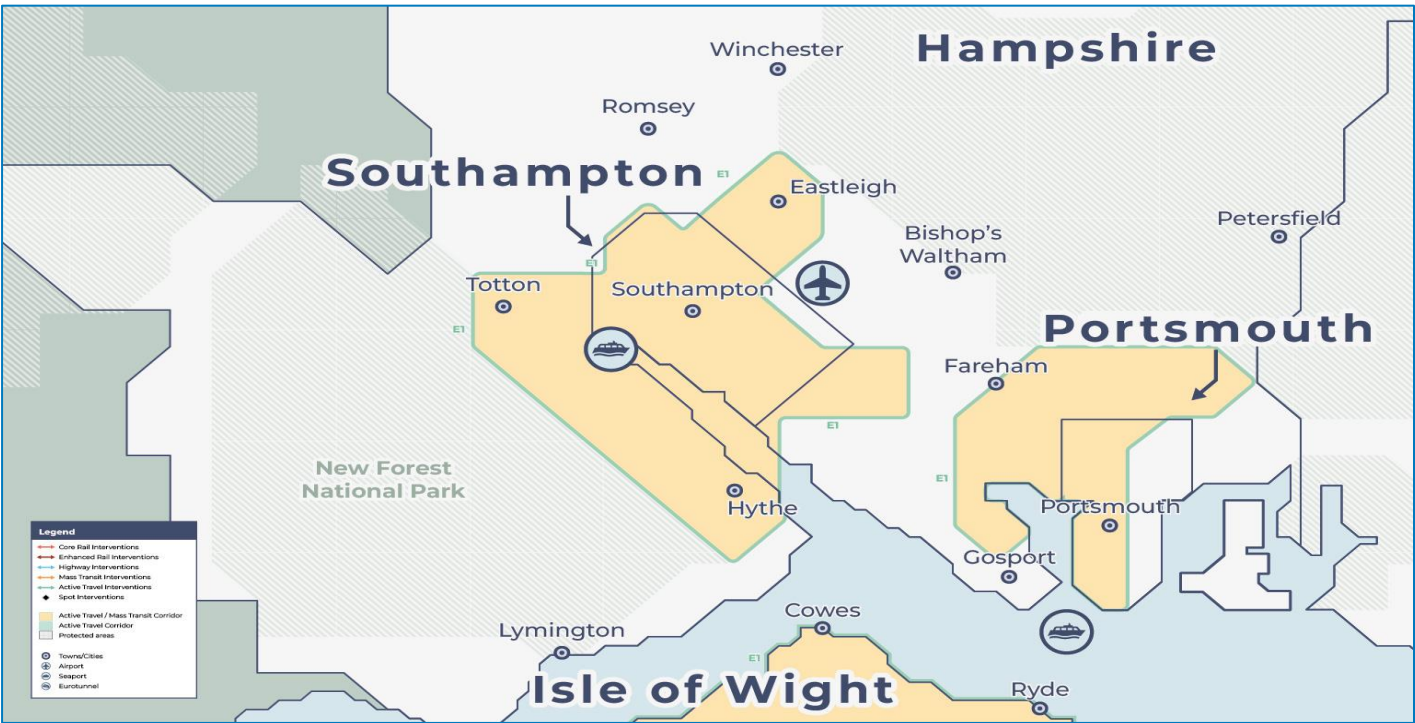 Hampshire
Winchester
Romsey
Southampton
E1
Eastleigh
Petersfield
Bishop's
Waltham
E1
Totton
Southampton
Portsmouth
E1
Fareham
E1
New Forest
National Park
E1
Hythe
Portsmouth
Gosport
Cowes
Lymington
E1
Isle of Wight
Ryde
Legend
Core Rail Interventions
Enhanced Rail Interventions
Highway Interventions
Mass Transit Interventions
Active Travel Interventions
Spot Interventions
Active Travel / Mass Transit Corridor
Active Travel Corridor
Protected areas
Towns/Cities
Airport
Seaport
Eurotunnel